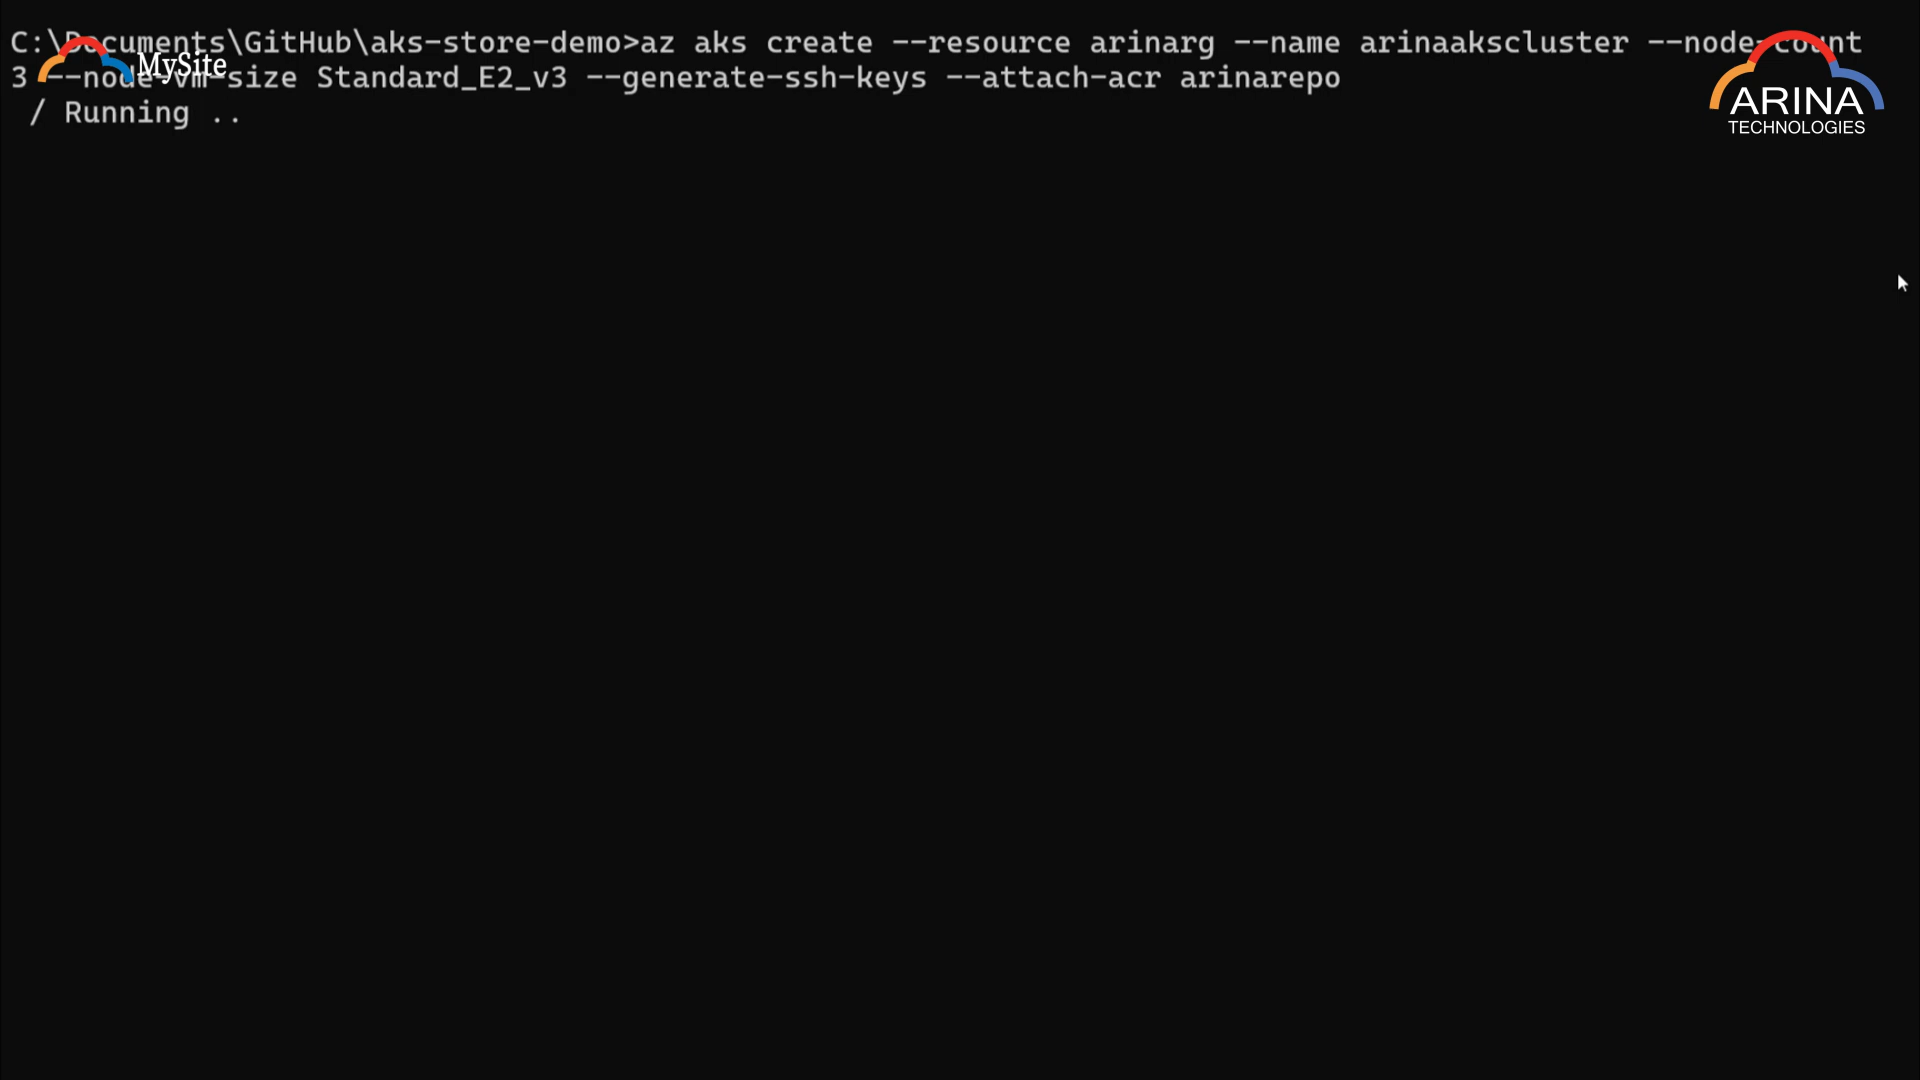 C:\Documents\GitHub\aks-store-demo>az aks create --resource arinarg --name arinaakscluster --node-count
3 --node-vm-size Standard_E2_v3 --generate-ssh-keys --attach-acr arinarepo
/ Running ..
MySite
ARINA
TECHNOLOGIES